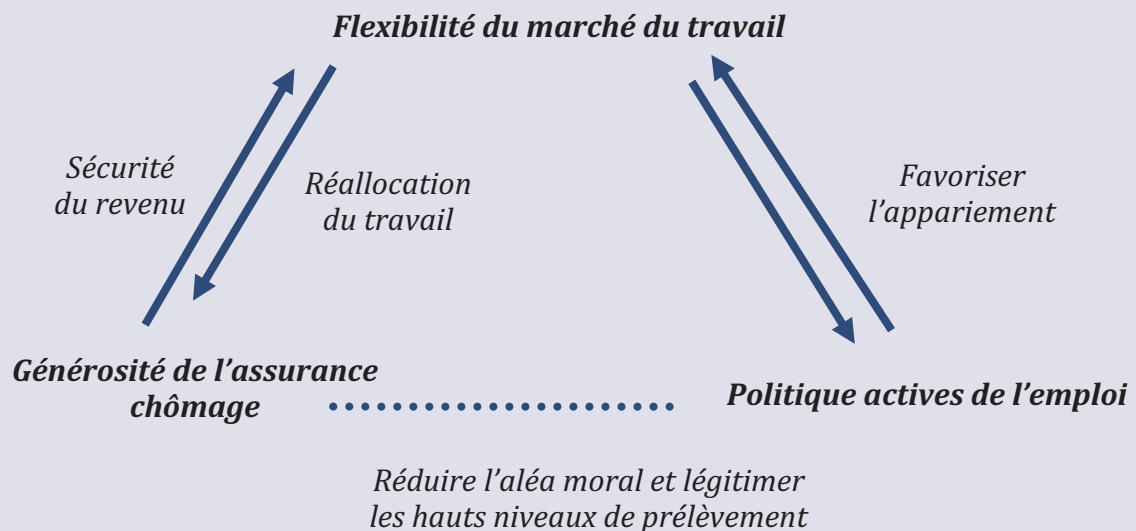 Flexibilité du marché du travail
Sécurité
du revenu
Réallocation
du travail
Favoriser
l’appariement
Générosité de l’assurance
chômage
Politique actives de l’emploi
Réduire l’aléa moral et légitimer
les hauts niveaux de prélèvement